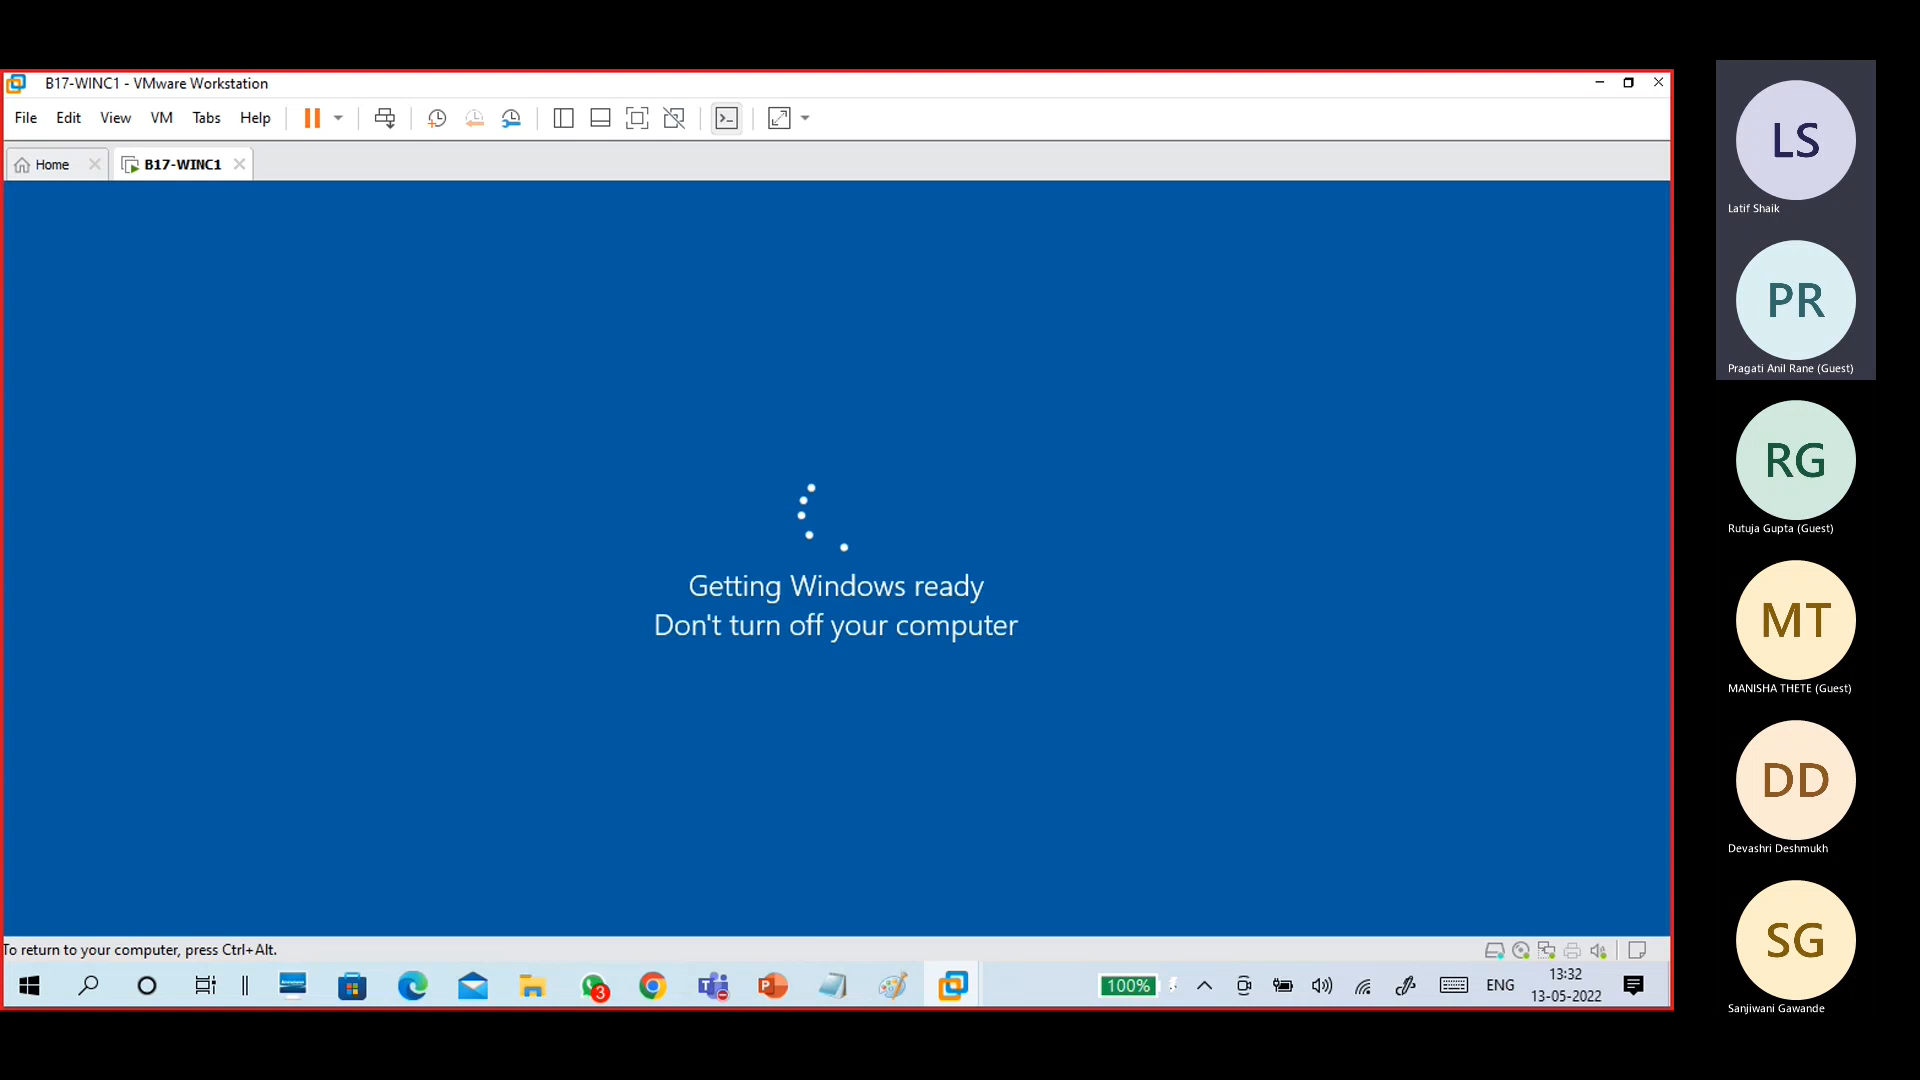 B17-WINC1 - VMware Workstation
File Edit View VM Tabs Help
Home B17-WINC1
Getting Windows ready
Don't turn off your computer
To return to your computer, press Ctrl+Alt.
3
T
P
100%
ENG
13:32
13-05-2022
LS
Latif Shaik
PR
Pragati Anil Rane (Guest)
RG
Rutuja Gupta (Guest)
MT
MANISHA THETE (Guest)
DD
Devashri Deshmukh
SG
Sanjiwani Gawande